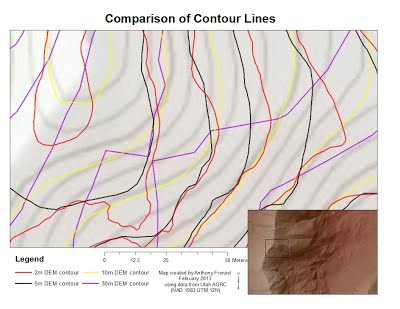 Comparison of Contour Lines
Legend
2m DEM contour
10m DEM contour
5m DEM contour
30m DEM contour
0 12.5 25 50 Meters
Map created by Anthony Frenzel
February 2013
using data from Utah AGRC
(NAD 1983 UTM 12N)